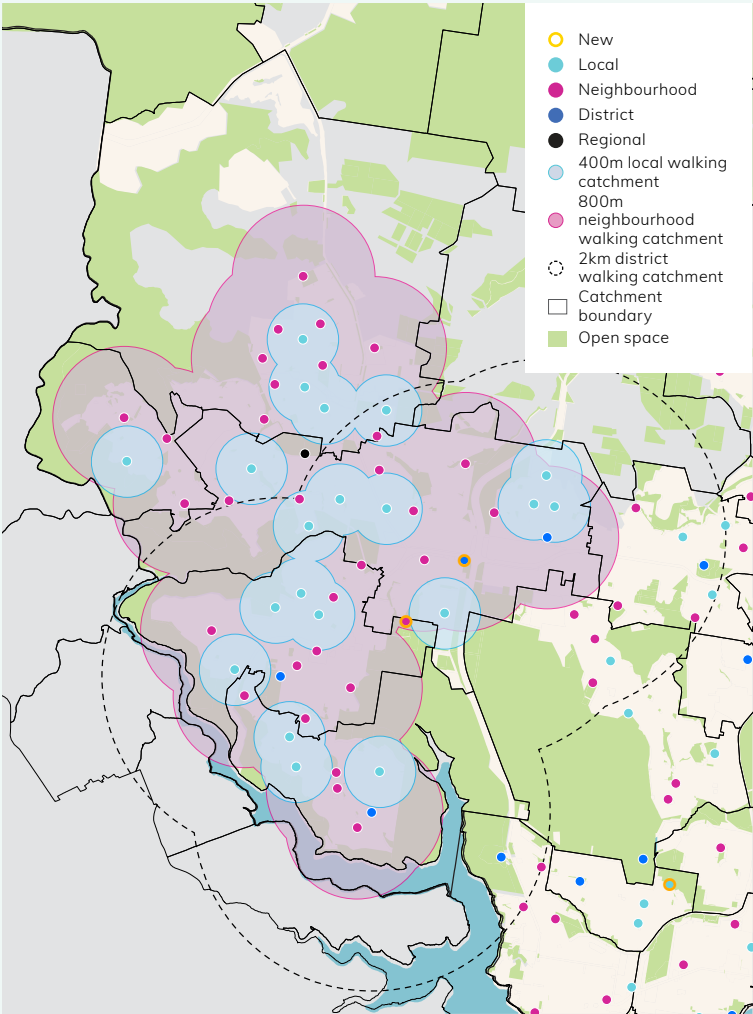 New
Local
Neighbourhood
District
Regional
400m local walking
catchment
800m
neighbourhood
walking catchment
2km district
walking catchment
Catchment
boundary
Open space